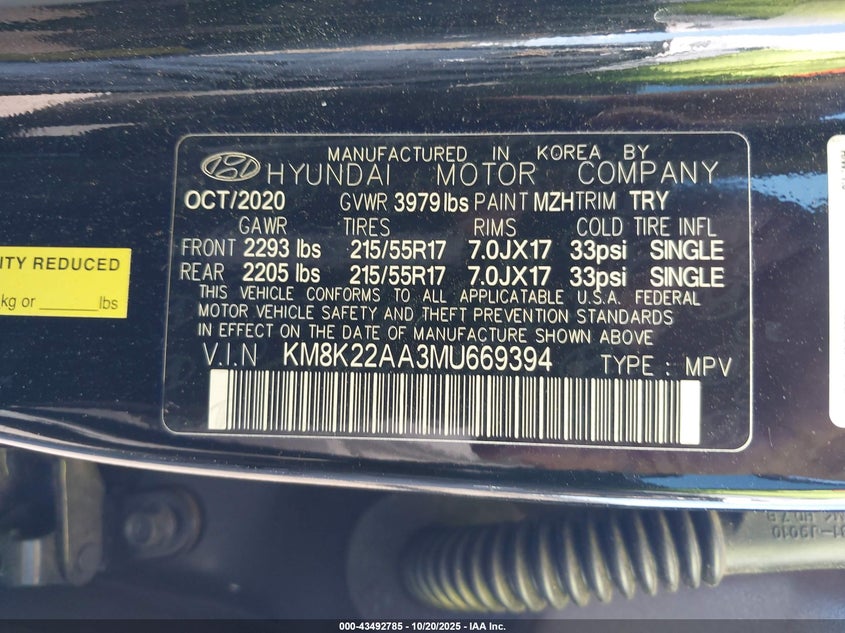 MANUFACTURED IN KOREA BY
HYUNDAI MOTOR COMPANY
OCT/2020 GVWR 3979 lbs PAINT MZH TRIM TRY
GAWR TIRES RIMS COLD TIRE INFL
FRONT 2293 lbs 215/55R17 7.0JX17 33psi SINGLE
REAR 2205 lbs 215/55R17 7.0JX17 33psi SINGLE
THIS VEHICLE CONFORMS TO ALL APPLICATABLE U.S.A. FEDERAL
MOTOR VEHICLE SAFETY AND THEFT PREVENTION STANDARDS
IN EFFECT ON THE DATE OF MANUFACTURE SHOWN ABOVE
V.I.N KM8K22AA3MU669394 TYPE : MPV
ITY REDUCED
kg or ______ lbs
000-43492785 - 10/20/2025 - IAA Inc.